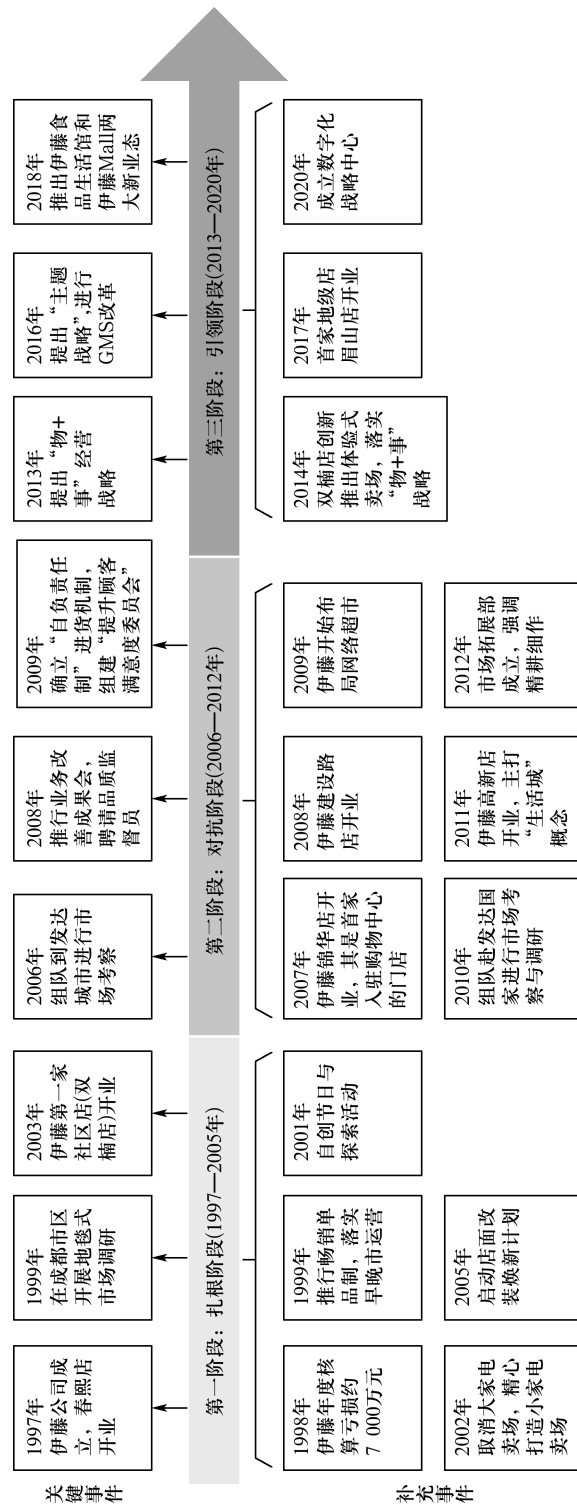 关键事件
1997年
伊藤公司成
立，春熙店
开业
1999年
在成都市区
开展地毯式
市场调研
2003年
伊藤第一家
社区店(双
楠店)开业
2006年
组队到发达
城市进行市
场考察
2008年
推行业务改
善成果会，
聘请品质监
督员
2009年
确立“自负责任
制”进货机制，
组建“提升顾客
满意度委员会”
2013年
提出“物+
事”经营
战略
2016年
提出“主题
战略”,进行
GMS改革
2018年
推出伊藤食
品生活馆和
伊藤Mall两
大新业态
第一阶段：扎根阶段(1997—2005年)
第二阶段：对抗阶段(2006—2012年)
第三阶段：引领阶段(2013—2020年)
补充事件
1998年
伊藤年度核
算亏损约
7 000万元
1999年
推行畅销单
品制，落实
早晚市运营
2001年
自创节日与
探索活动
2002年
取消大家电
卖场，精心
打造小家电
卖场
2005年
启动店面改
装焕新计划
2007年
伊藤锦华店开
业，其是首家
入驻购物中心
的门店
2008年
伊藤建设路
店开业
2009年
伊藤开始布
局网络超市
2010年
组队赴发达国
家进行市场考
察与调研
2011年
伊藤高新店
开业，主打
“生活城”
概念
2012年
市场拓展部
成立，强调
精耕细作
2014年
双楠店创新
推出体验式
卖场，落实
“物+事”
战略
2017年
首家地级店
眉山店开业
2020年
成立数字化
战略中心